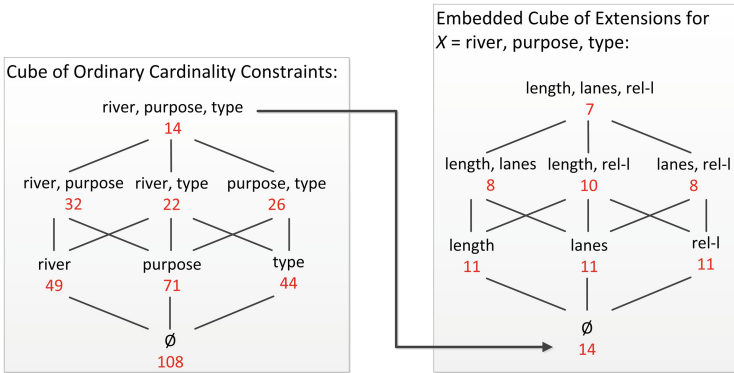 Cube of Ordinary Cardinality Constraints:
river, purpose, type
14
river, purpose river, type purpose, type
32 22 26
river purpose type
49 71 44
Ø
108
Embedded Cube of Extensions for
X = river, purpose, type:
length, lanes, rel-l
7
length, lanes length, rel-l lanes, rel-l
8 10 8
length lanes rel-l
11 11 11
Ø
14